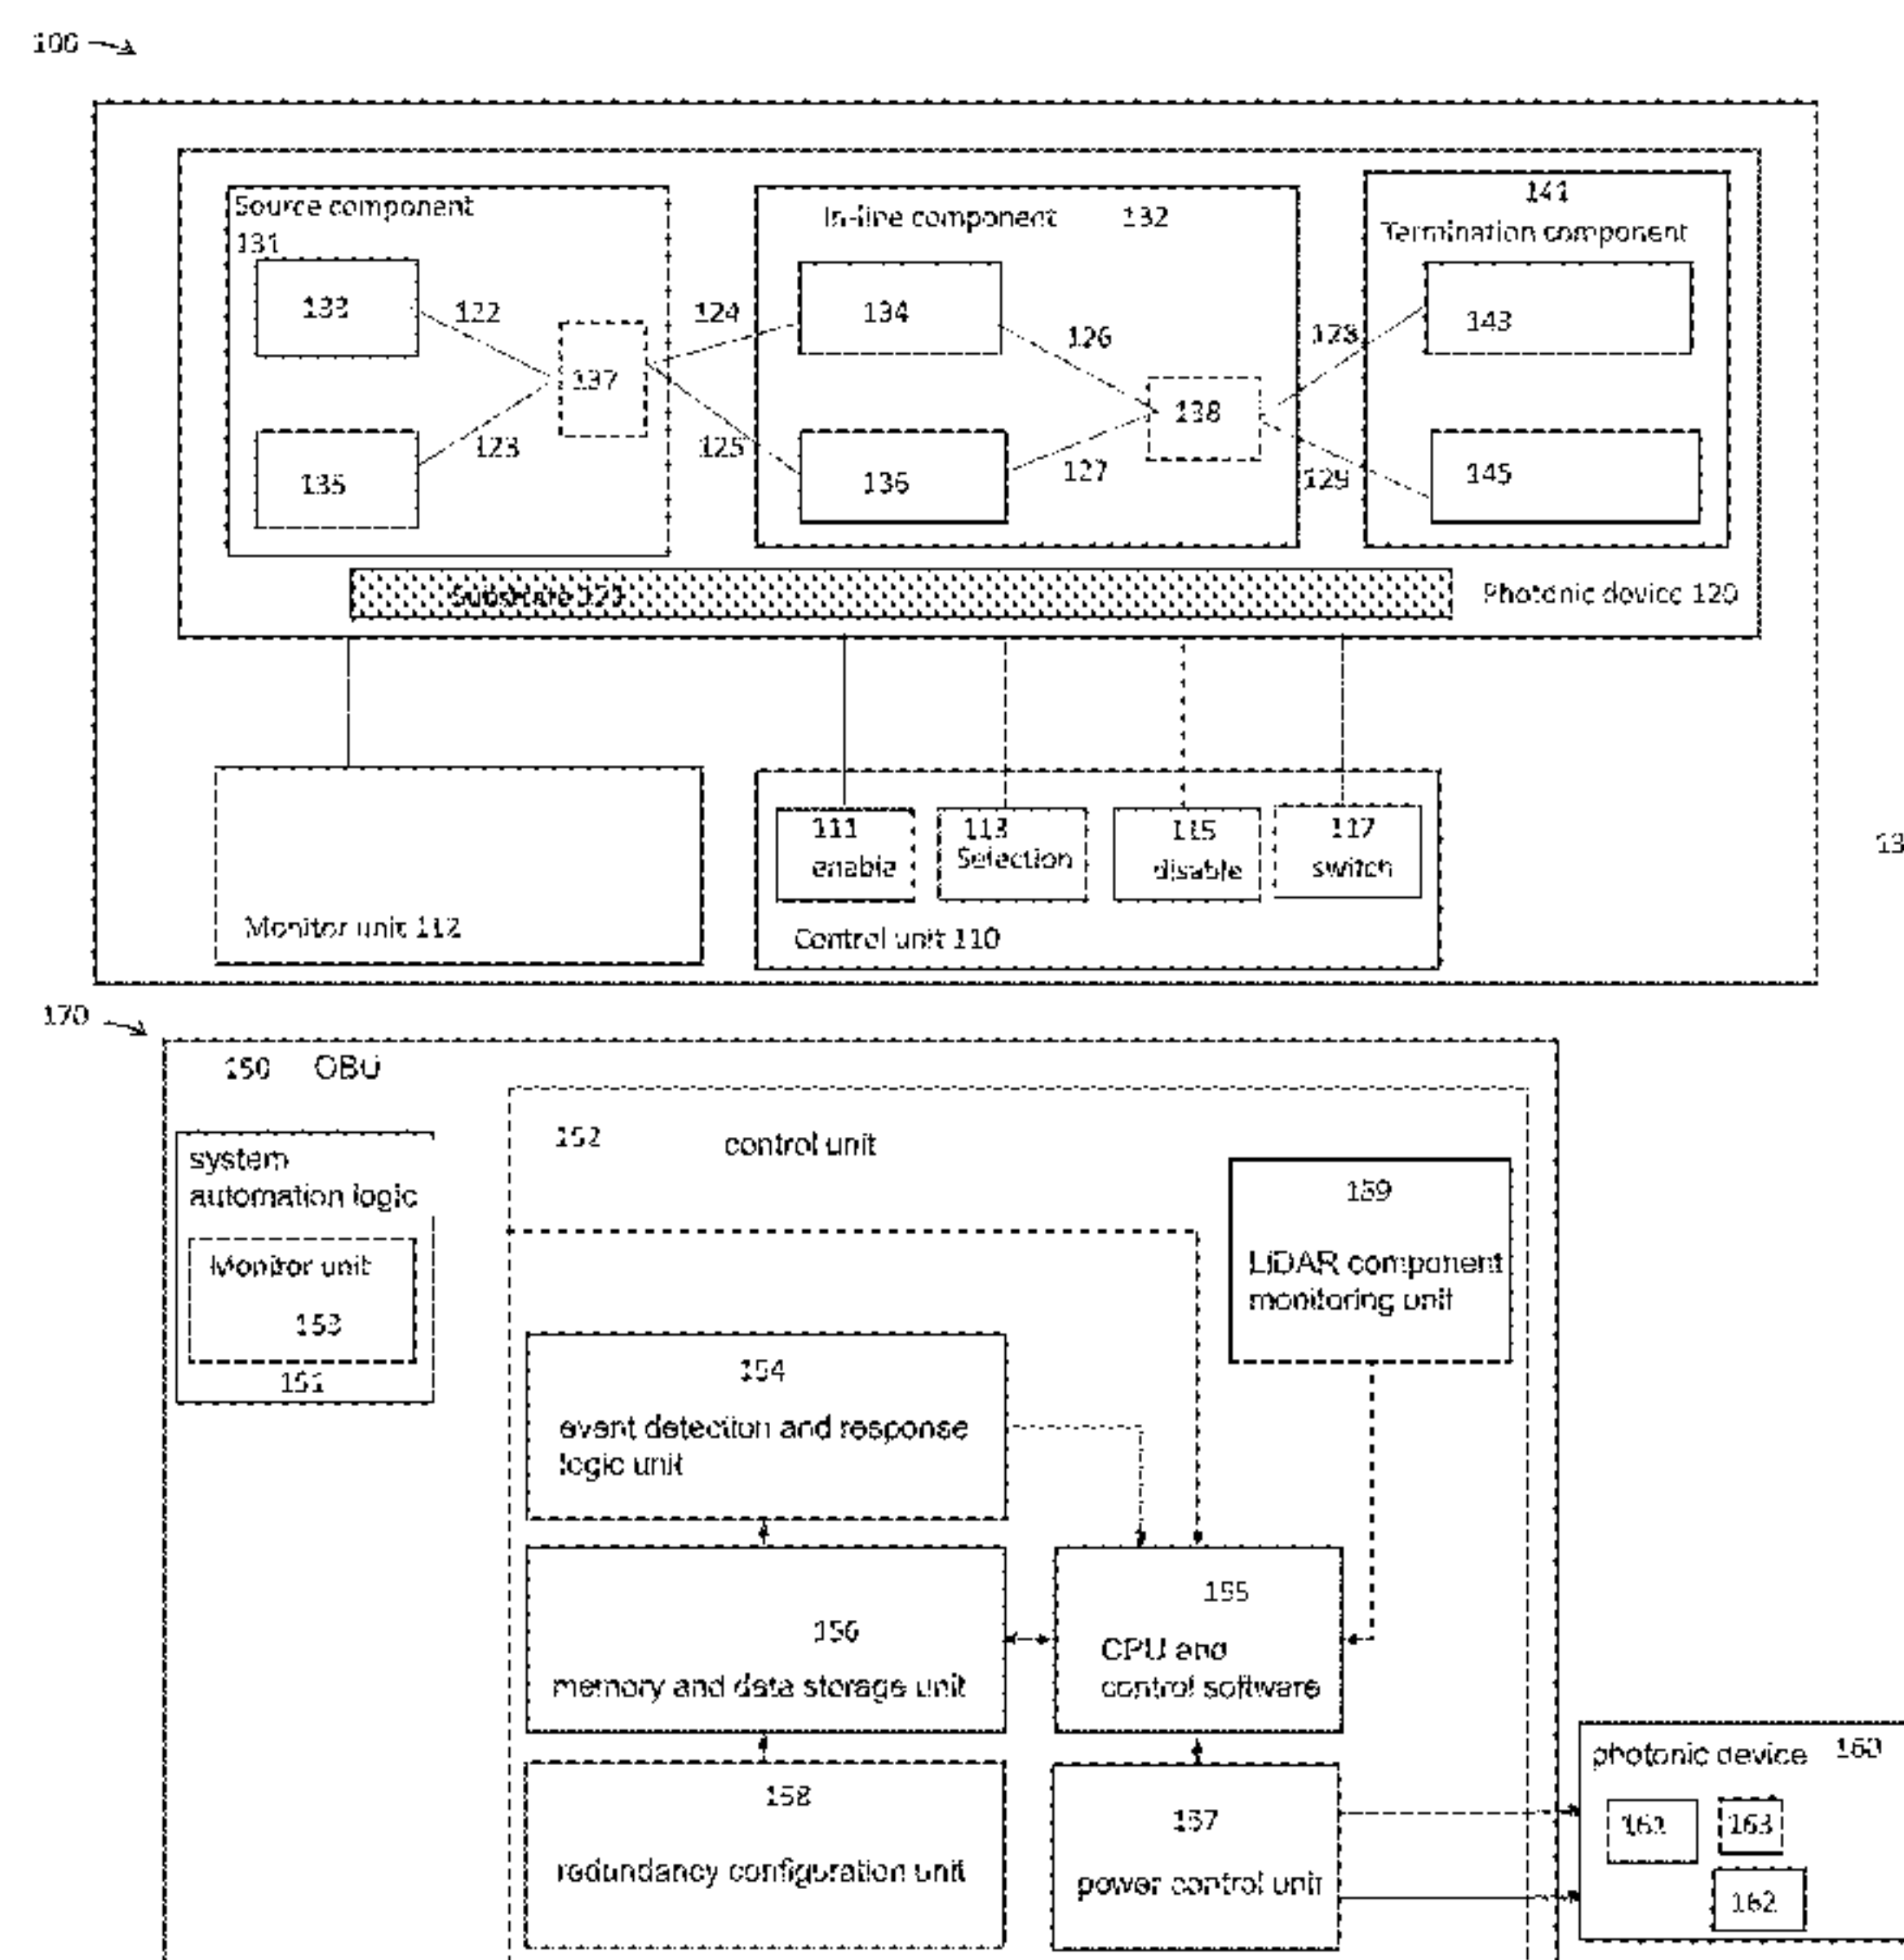 100
Source component
131
133
122
137
135
123
124
125
In-line component 132
134
126
138
136
127
128
129
141
Termination component
143
145
Substrate 121
Photonic device 120
Monitor unit 112
111
enable
113
Selection
115
disable
117
switch
Control unit 110
13
170
150 OBU
system
automation logic
Monitor unit
153
151
152 control unit
159
LiDAR component
monitoring unit
154
event detection and response
logic unit
156
memory and data storage unit
155
CPU and
control software
158
redundancy configuration unit
157
power control unit
photonic device 160
161
163
162